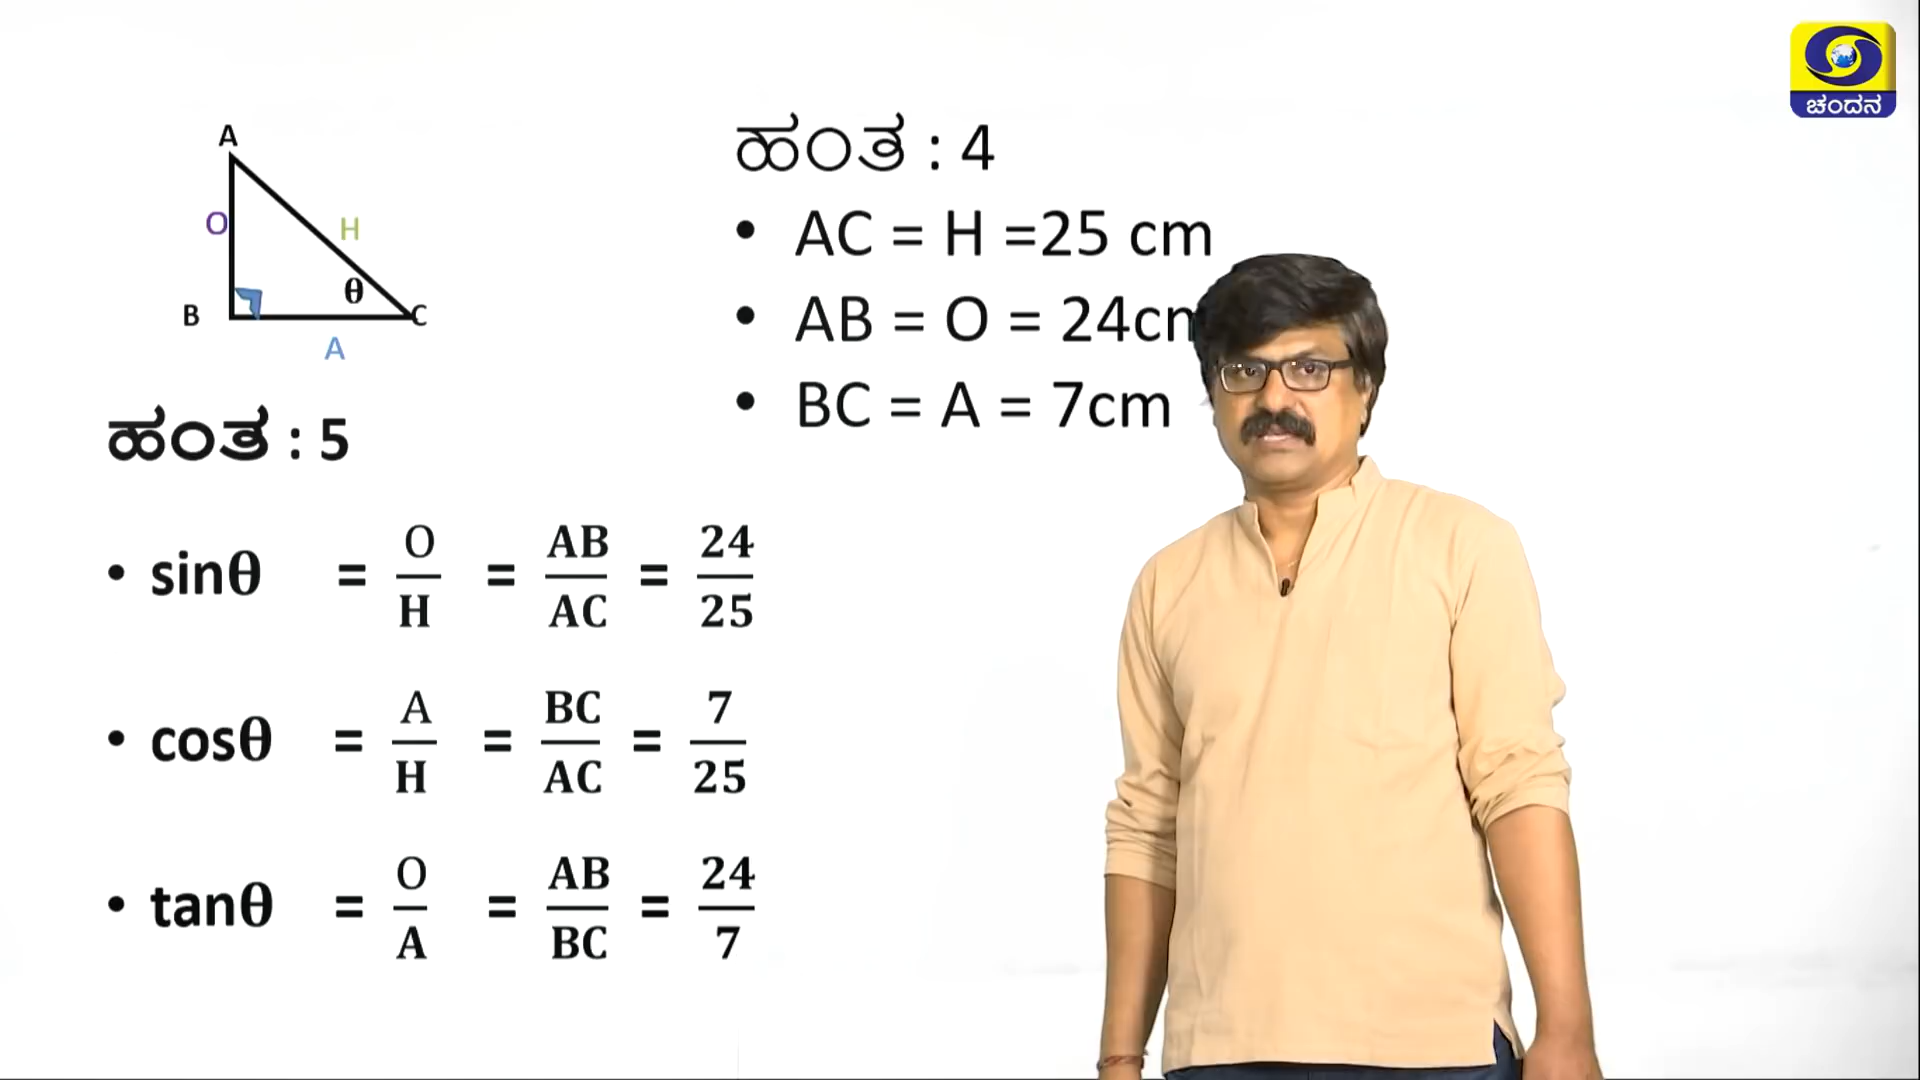 ಚಂದನ
A
O
H
θ
B
C
A
ಹಂತ : 4
• AC = H =25 cm
• AB = O = 24cm
• BC = A = 7cm
ಹಂತ : 5
• sinθ = O/H = AB/AC = 24/25
• cosθ = A/H = BC/AC = 7/25
• tanθ = O/A = AB/BC = 24/7